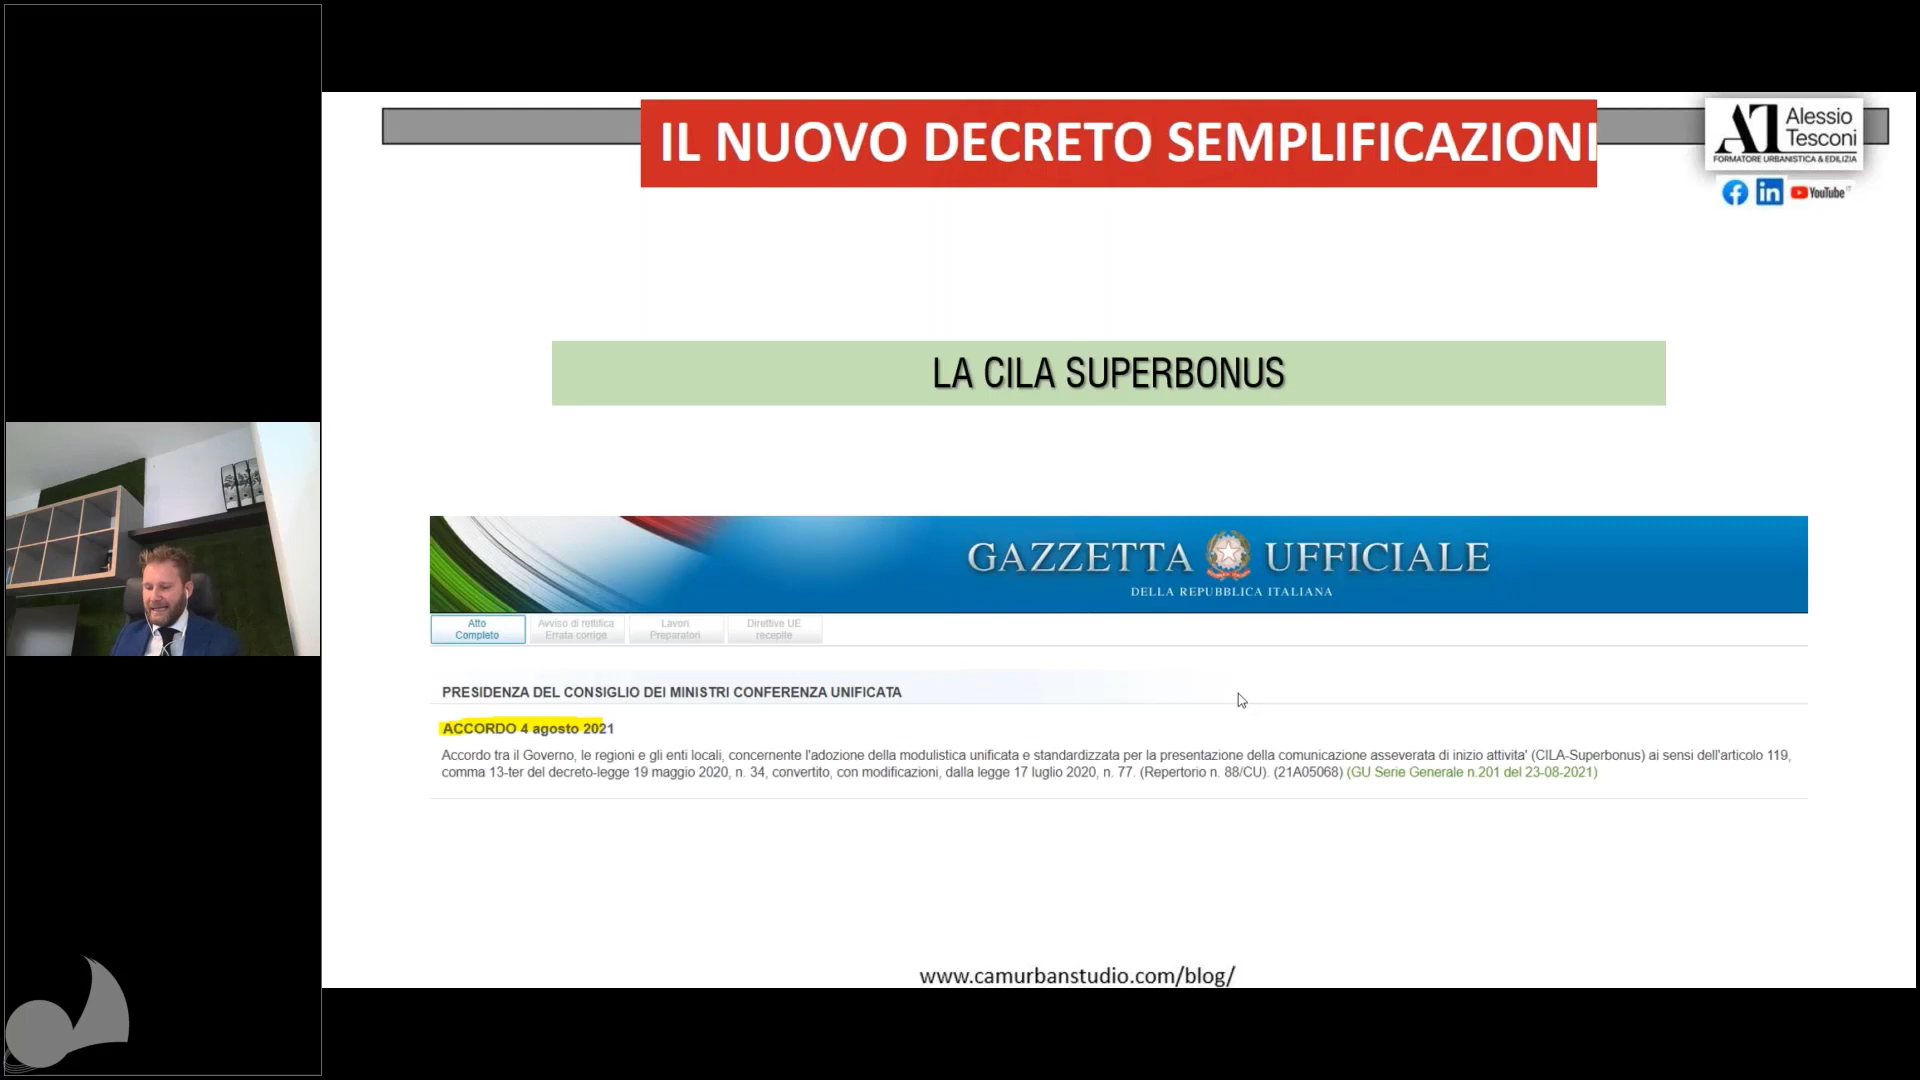 IL NUOVO DECRETO SEMPLIFICAZIONI
Alessio
Tesconi
FORMATORE URBANISTICA & EDILIZIA
YouTube
LA CILA SUPERBONUS
GAZZETTA UFFICIALE
DELLA REPUBBLICA ITALIANA
Atto
Completo
Avviso di rettifica
Errata corrige
Lavori
Preparatori
Direttive UE
recepite
PRESIDENZA DEL CONSIGLIO DEI MINISTRI CONFERENZA UNIFICATA
ACCORDO 4 agosto 2021
Accordo tra il Governo, le regioni e gli enti locali, concernente l'adozione della modulistica unificata e standardizzata per la presentazione della comunicazione asseverata di inizio attivita' (CILA-Superbonus) ai sensi dell'articolo 119,
comma 13-ter del decreto-legge 19 maggio 2020, n. 34, convertito, con modificazioni, dalla legge 17 luglio 2020, n. 77. (Repertorio n. 88/CU). (21A05068) (GU Serie Generale n.201 del 23-08-2021)
www.camurbanstudio.com/blog/